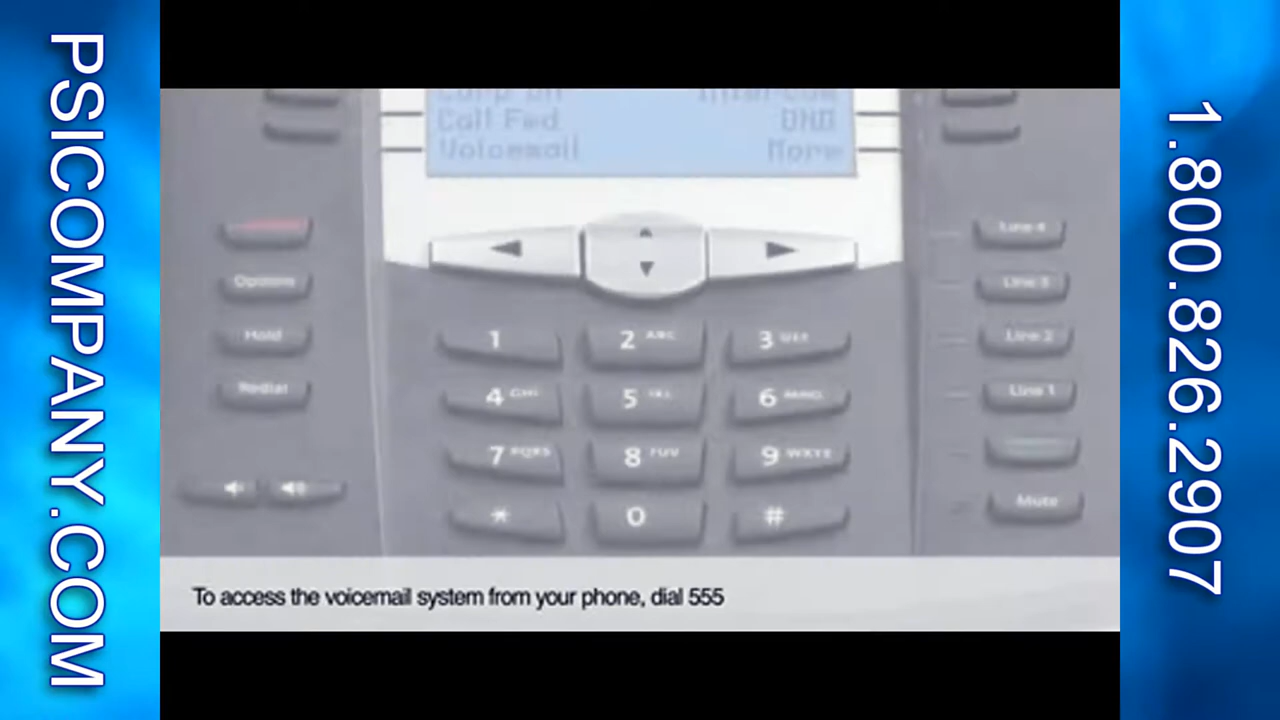 PSICOMPANY.COM
1.800.826.2907
Call Fwd DND
Voicemail More
Line 4
Options Line 3
1 2 ABC 3 DEF
Hold Line 2
4 GHI 5 JKL 6 MNO
Redial Line 1
7 PQRS 8 TUV 9 WXYZ
Mute
* 0 #
To access the voicemail system from your phone, dial 555